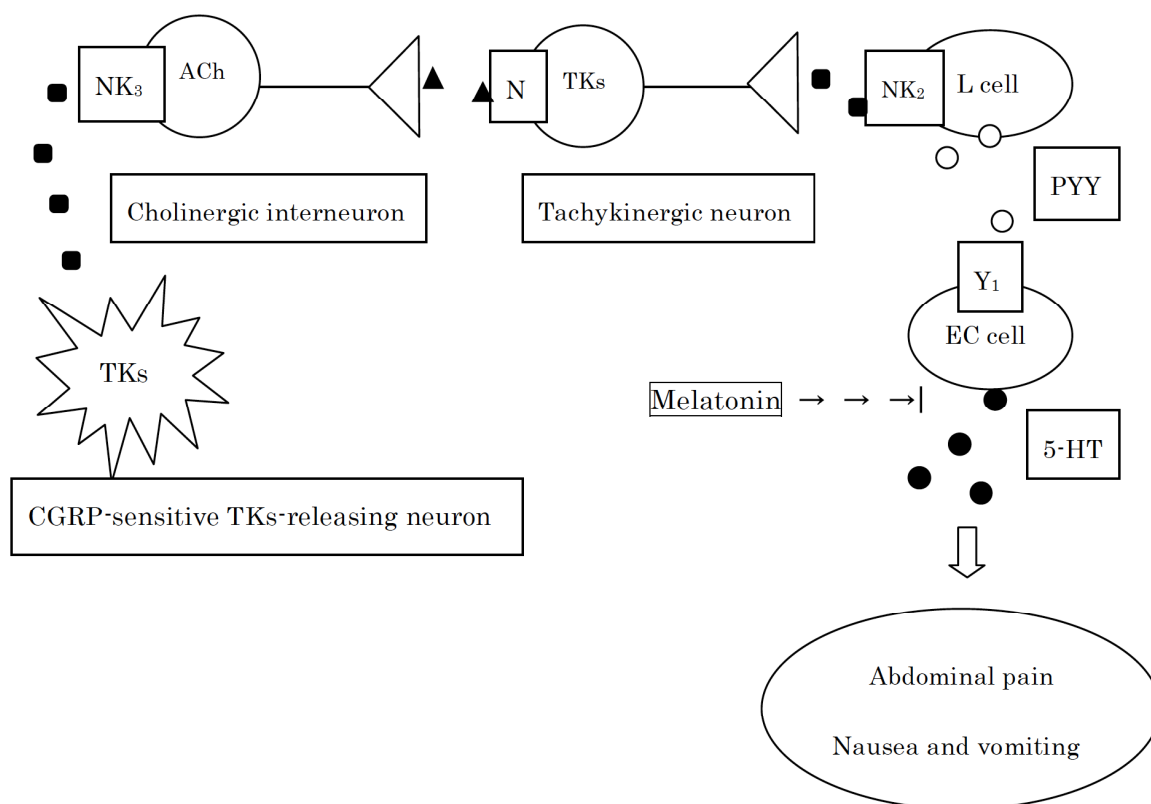 NK₃
ACh
N
TKs
NK₂
L cell
Cholinergic interneuron
Tachykinergic neuron
PYY
Y₁
EC cell
TKs
Melatonin → → →
5-HT
CGRP-sensitive TKs-releasing neuron
Abdominal pain
Nausea and vomiting